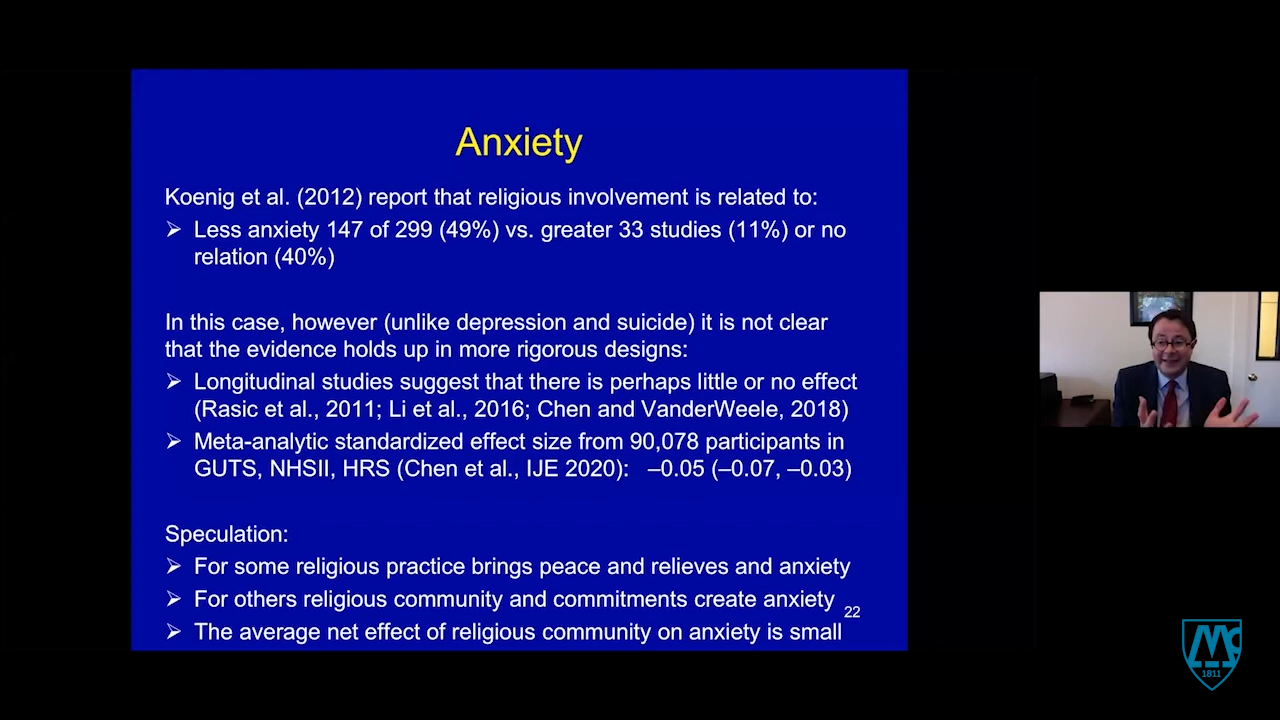 Anxiety
Koenig et al. (2012) report that religious involvement is related to:
➢ Less anxiety 147 of 299 (49%) vs. greater 33 studies (11%) or no
relation (40%)
In this case, however (unlike depression and suicide) it is not clear
that the evidence holds up in more rigorous designs:
➢ Longitudinal studies suggest that there is perhaps little or no effect
(Rasic et al., 2011; Li et al., 2016; Chen and VanderWeele, 2018)
➢ Meta-analytic standardized effect size from 90,078 participants in
GUTS, NHSII, HRS (Chen et al., IJE 2020): –0.05 (–0.07, –0.03)
Speculation:
➢ For some religious practice brings peace and relieves and anxiety
➢ For others religious community and commitments create anxiety
22
➢ The average net effect of religious community on anxiety is small
1811